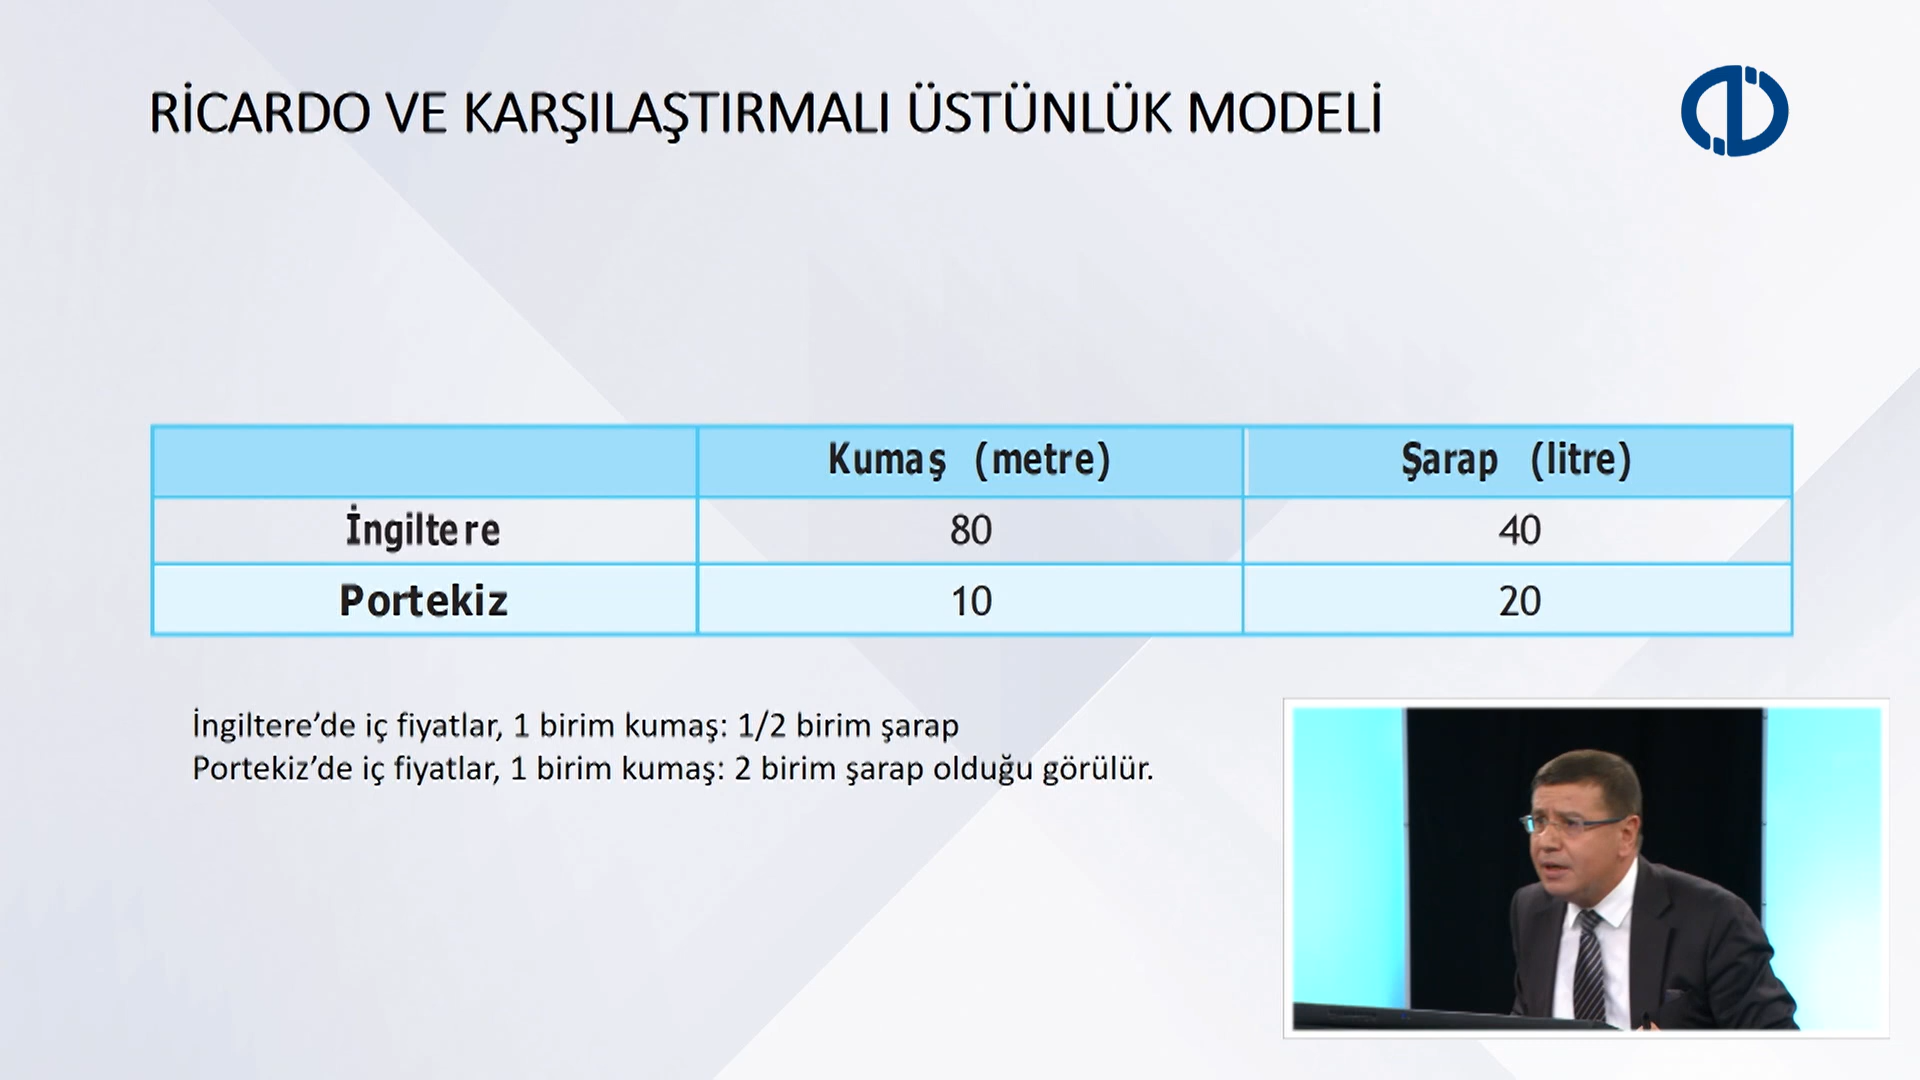 RİCARDO VE KARŞILAŞTIRMALI ÜSTÜNLÜK MODELİ
Kumaş (metre) Şarap (litre)
İngiltere 80 40
Portekiz 10 20
İngiltere’de iç fiyatlar, 1 birim kumaş: 1/2 birim şarap
Portekiz’de iç fiyatlar, 1 birim kumaş: 2 birim şarap olduğu görülür.